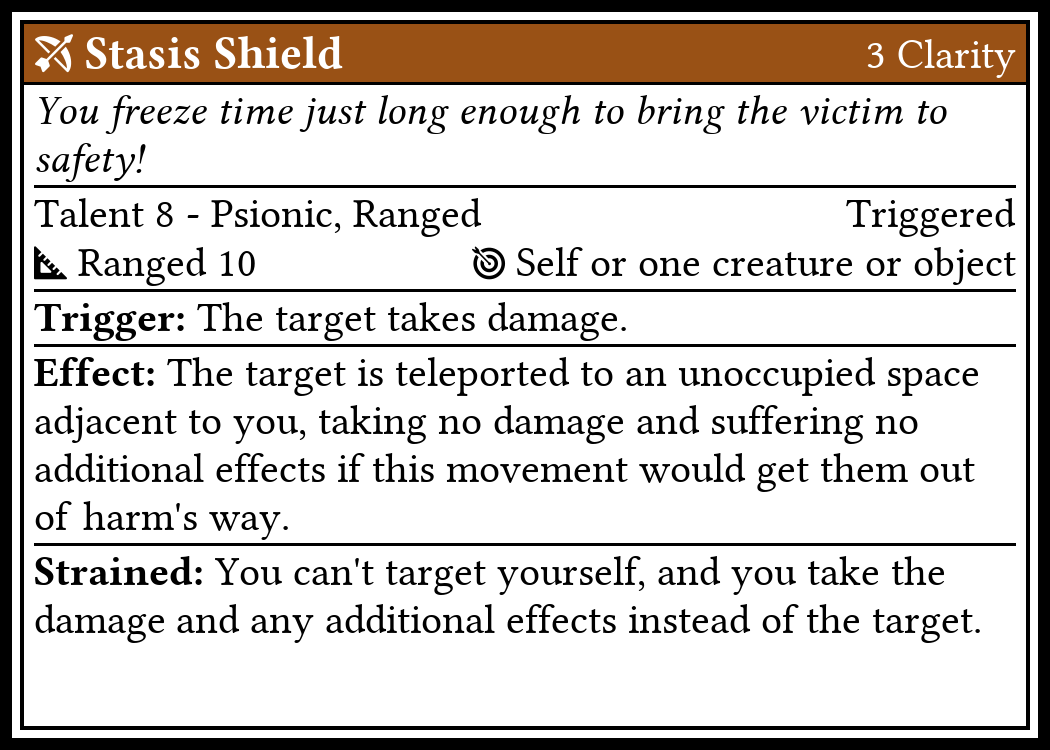 Stasis Shield 3 Clarity
You freeze time just long enough to bring the victim to
safety!
Talent 8 - Psionic, Ranged Triggered
Ranged 10 Self or one creature or object
Trigger: The target takes damage.
Effect: The target is teleported to an unoccupied space
adjacent to you, taking no damage and suffering no
additional effects if this movement would get them out
of harm's way.
Strained: You can't target yourself, and you take the
damage and any additional effects instead of the target.